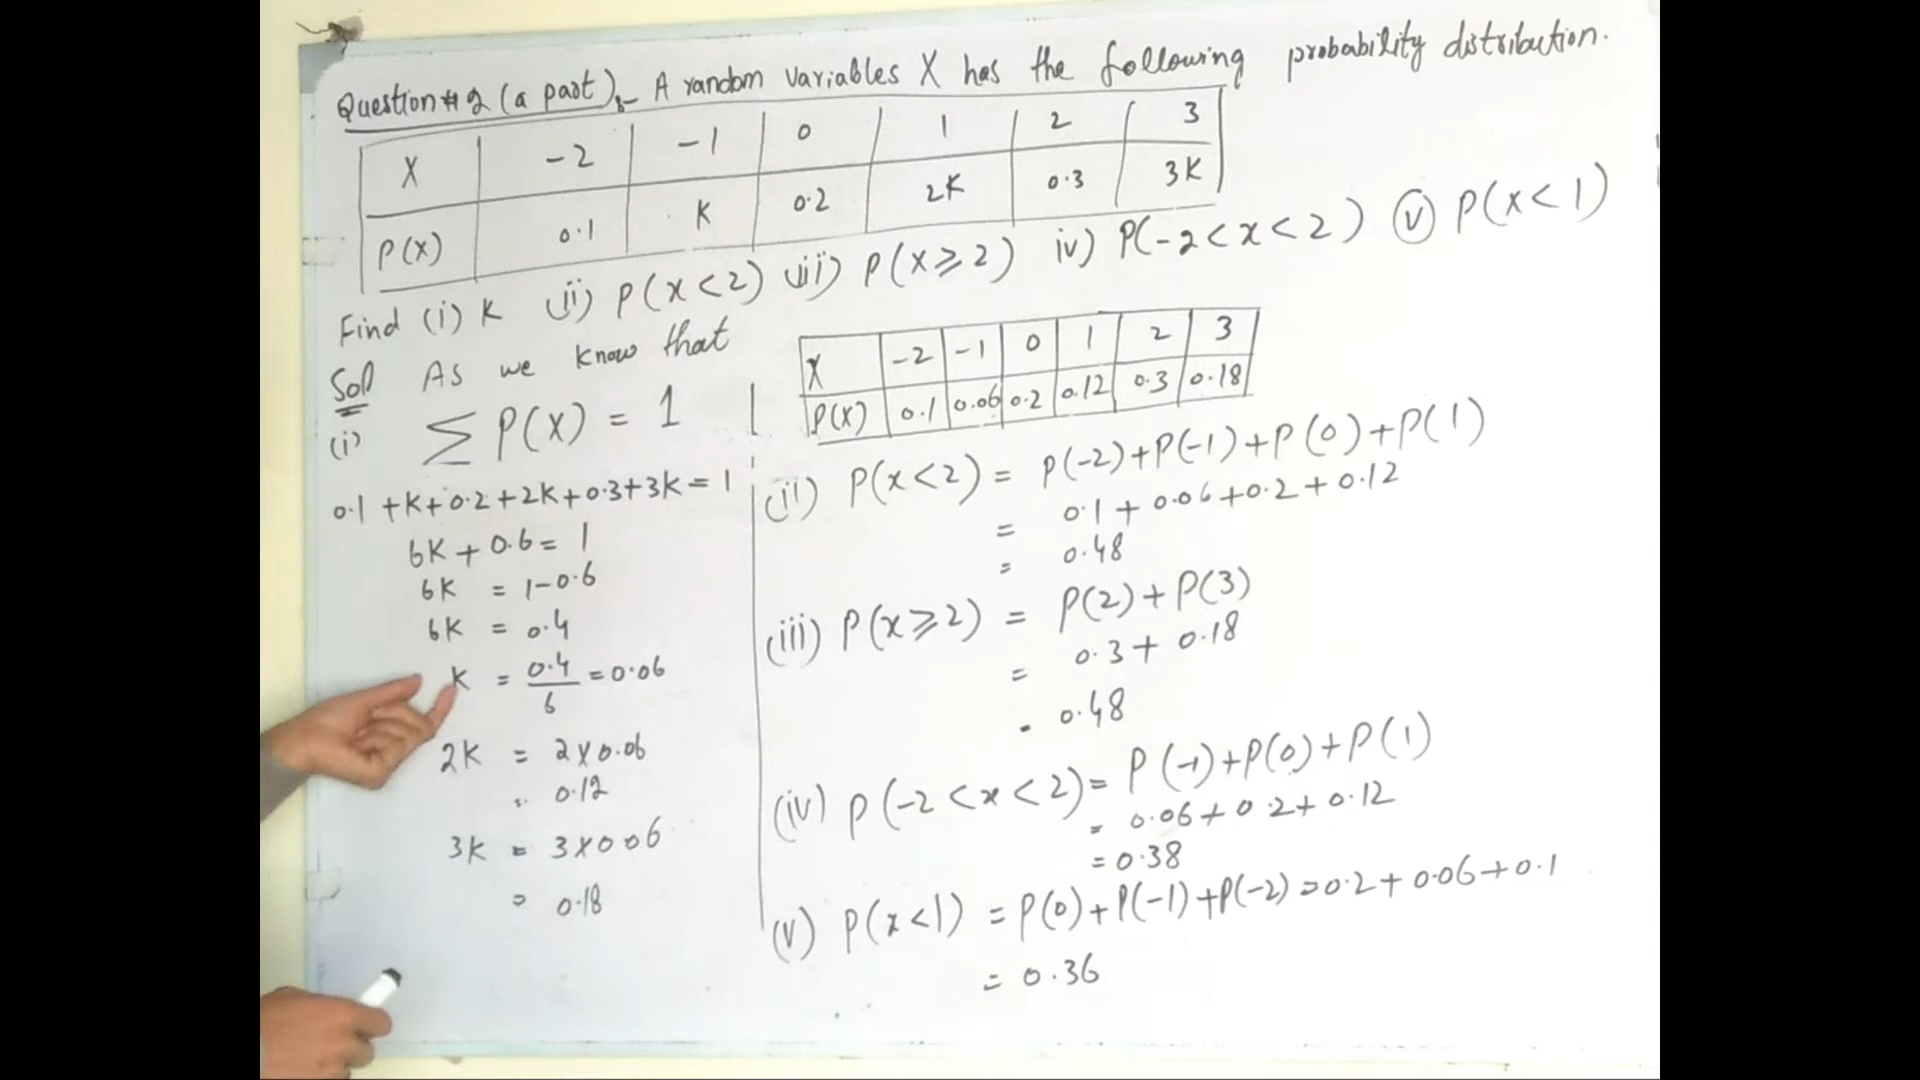 Question#2 (a part):- A random variables X has the following probability distribution.
X -2 -1 0 1 2 3
P(X) 0.1 K 0.2 2K 0.3 3K
Find (i) K (ii) P(x<2) (iii) P(X⩾2) iv) P(-2<x<2) (v) P(x<1)
Sol As we know that
(i) ∑ P(X) = 1
0.1 +K+0.2+2K+0.3+3K=1
6K + 0.6 = 1
6K = 1-0.6
6K = 0.4
K = 0.4/6 = 0.06
2K = 2 X 0.06
= 0.12
3K = 3 X 0.06
= 0.18
X -2 -1 0 1 2 3
P(X) 0.1 0.06 0.2 0.12 0.3 0.18
(ii) P(x<2) = P(-2)+P(-1)+P(0)+P(1)
= 0.1 + 0.06 +0.2 + 0.12
= 0.48
(iii) P(x⩾2) = P(2)+P(3)
= 0.3+ 0.18
= 0.48
(iv) P(-2<x<2)= P(-1)+P(0)+P(1)
= 0.06+0.2+0.12
= 0.38
(v) P(x<1) = P(0)+P(-1)+P(-2)=0.2+0.06+0.1
= 0.36